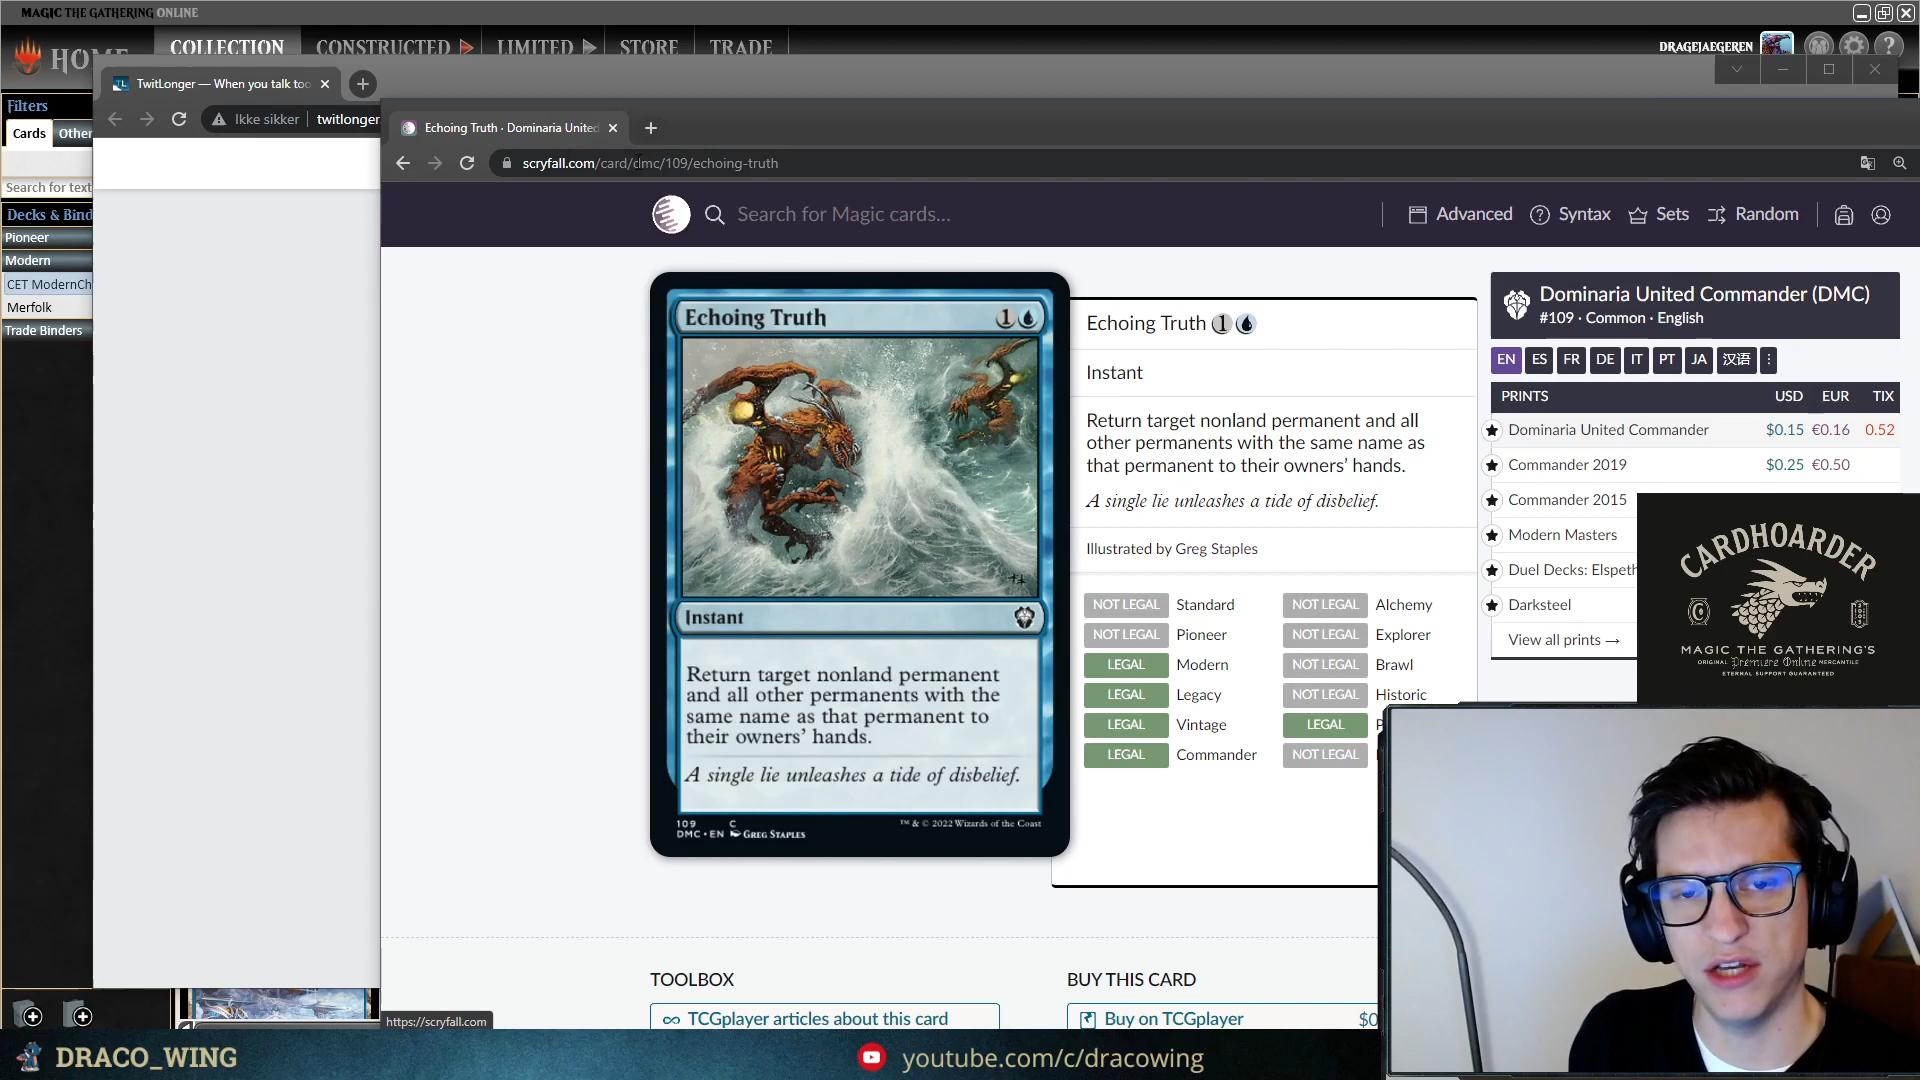 MAGIC THE GATHERING ONLINE
HOME
COLLECTION
CONSTRUCTED
LIMITED
STORE
TRADE
DRAGEJAEGEREN
?
TwitLonger — When you talk too
Filters
Cards
Other
Ikke sikker
twitlonger
Search for text
Decks & Bind
Pioneer
Modern
CET ModernCh
Merfolk
Trade Binders
Echoing Truth · Dominaria United
scryfall.com/card/dmc/109/echoing-truth
Search for Magic cards...
Advanced
Syntax
Sets
Random
Echoing Truth 1
Return target nonland permanent
and all other permanents with the
same name as that permanent to
their owners' hands.
A single lie unleashes a tide of disbelief.
Instant
109 C
DMC • EN GREG STAPLES
™ & © 2022 Wizards of the Coast
Echoing Truth 1
Instant
Return target nonland permanent and all
other permanents with the same name as
that permanent to their owners’ hands.
A single lie unleashes a tide of disbelief.
Illustrated by Greg Staples
NOT LEGAL Standard NOT LEGAL Alchemy
NOT LEGAL Pioneer NOT LEGAL Explorer
LEGAL Modern NOT LEGAL Brawl
LEGAL Legacy NOT LEGAL Historic
LEGAL Vintage LEGAL P
LEGAL Commander NOT LEGAL
Dominaria United Commander (DMC)
#109 · Common · English
EN ES FR DE IT PT JA 汉语
PRINTS USD EUR TIX
Dominaria United Commander $0.15 €0.16 0.52
Commander 2019 $0.25 €0.50
Commander 2015
Modern Masters
Duel Decks: Elspeth
Darksteel
View all prints →
CARDHOARDER
MAGIC THE GATHERING'S
ORIGINAL Premiere Online MERCANTILE
ETERNAL SUPPORT GUARANTEED
TOOLBOX
TCGplayer articles about this card
BUY THIS CARD
Buy on TCGplayer $0
https://scryfall.com
DRACO_WING
youtube.com/c/dracowing